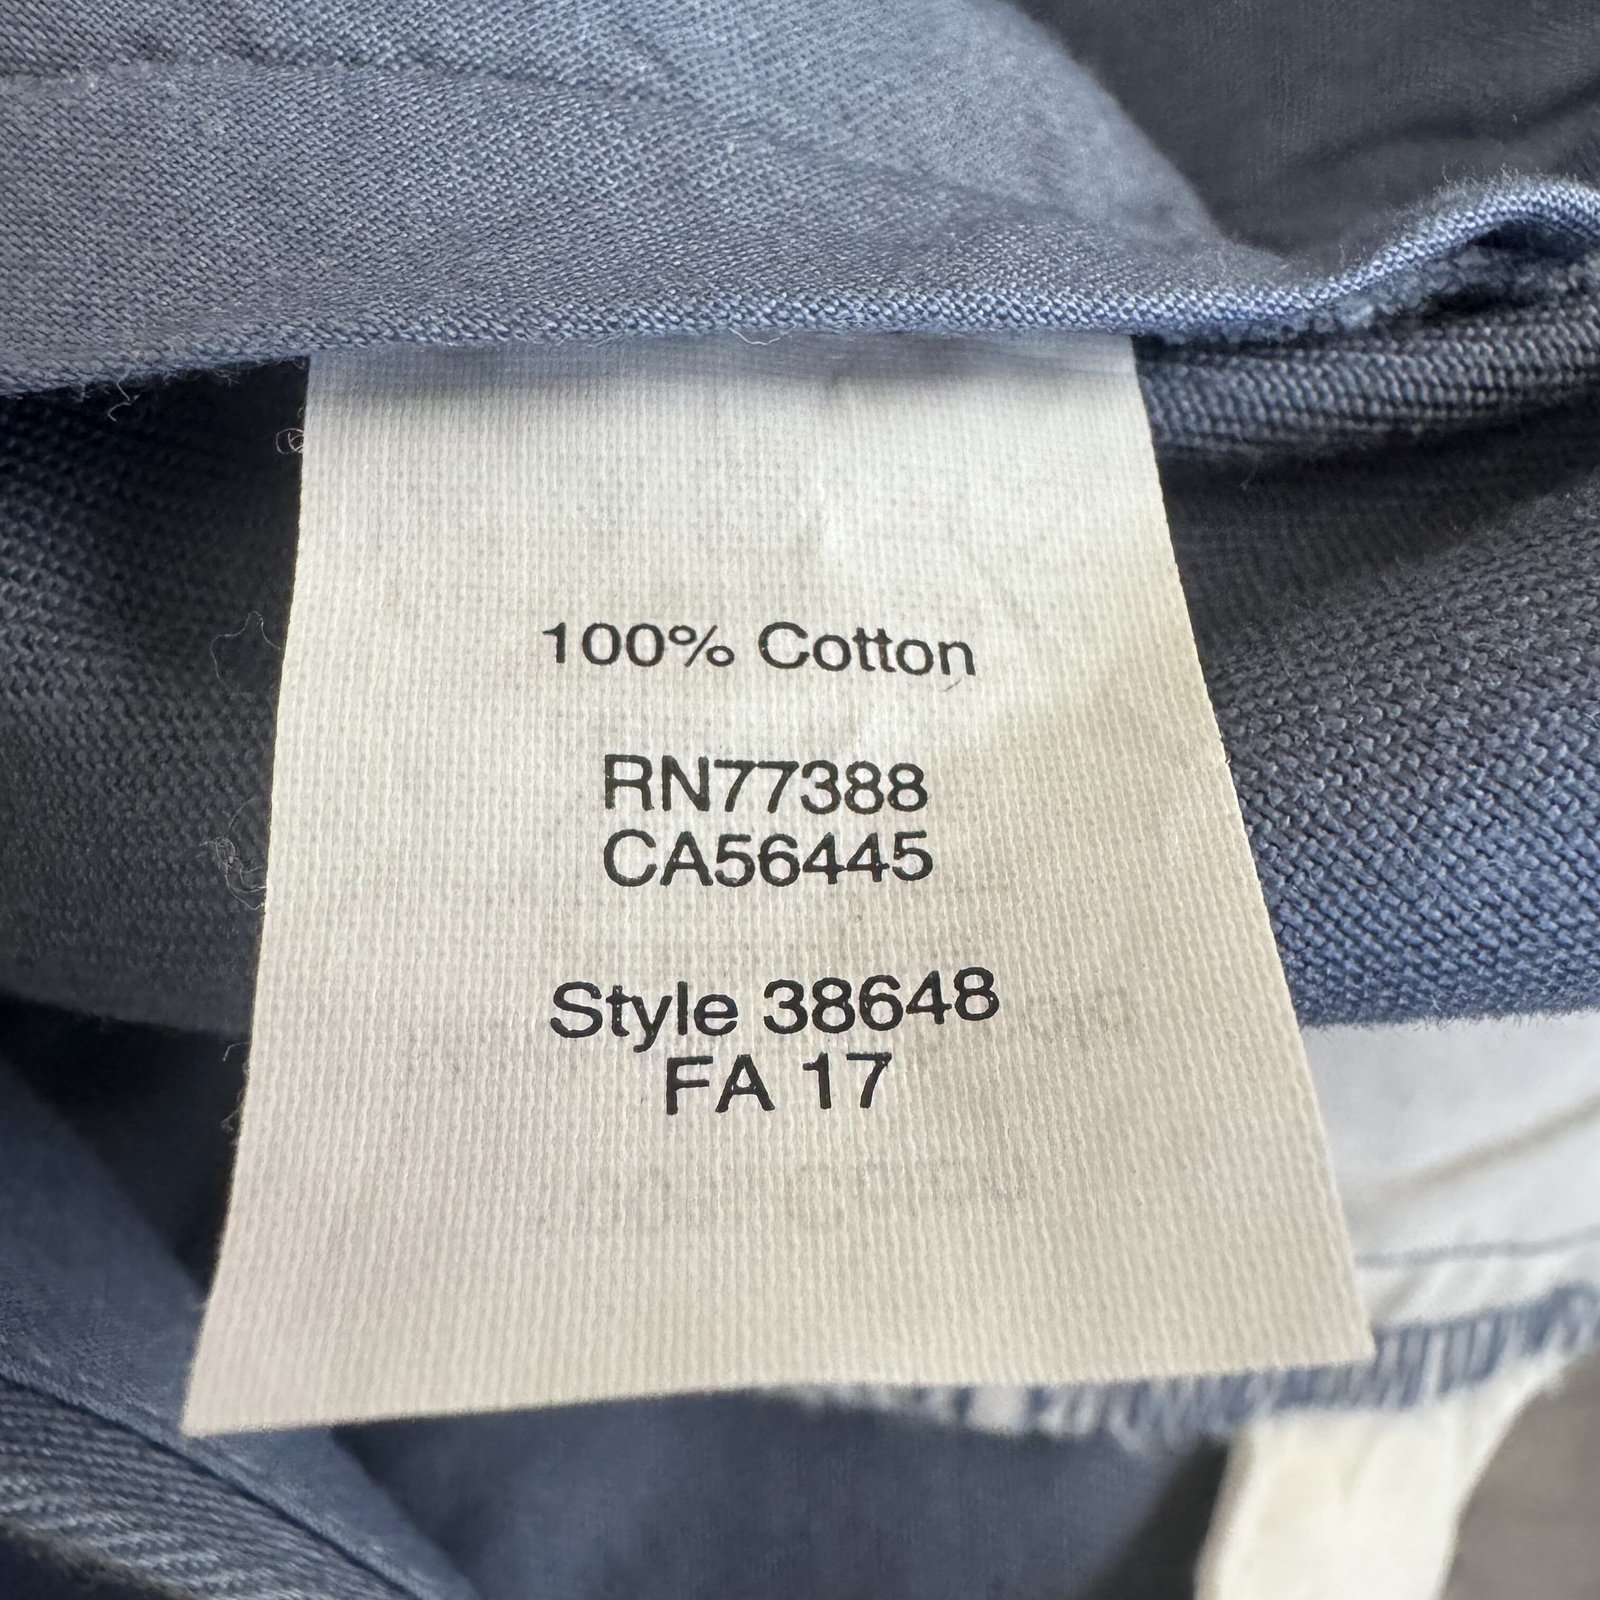 100% Cotton
RN77388
CA56445
Style 38648
FA 17